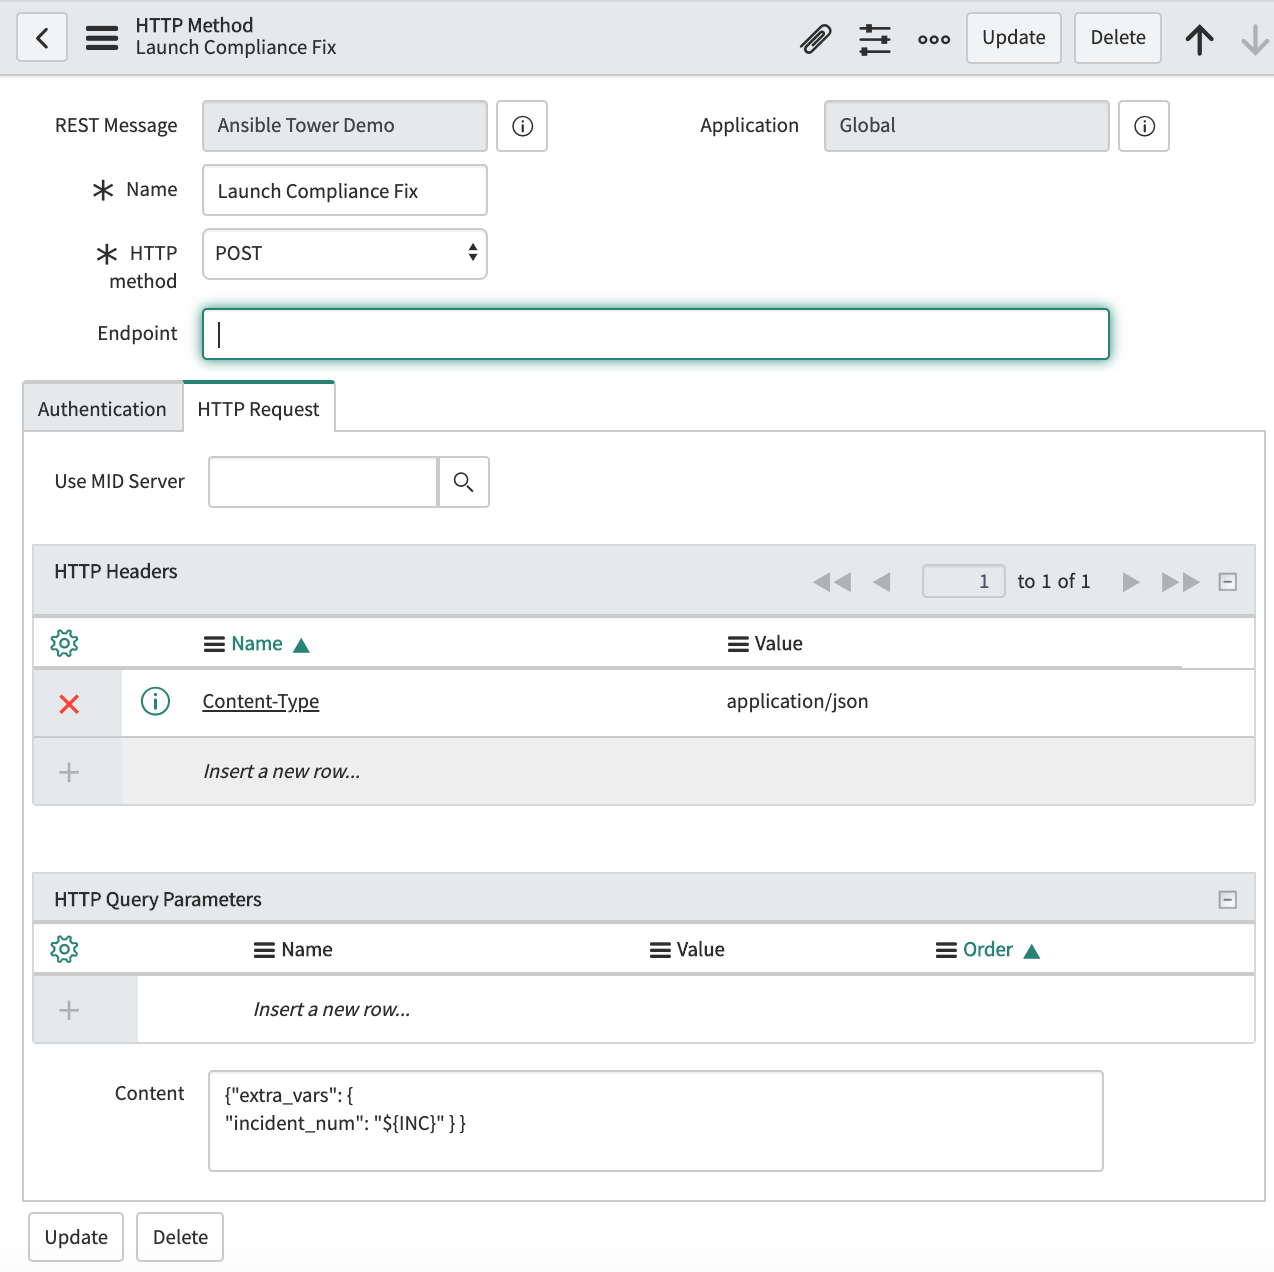 HTTP Method
Launch Compliance Fix
Update
Delete
REST Message
Ansible Tower Demo
Application
Global
Name
Launch Compliance Fix
HTTP
method
POST
Endpoint
Authentication
HTTP Request
Use MID Server
HTTP Headers
1 to 1 of 1
Name
Value
Content-Type
application/json
Insert a new row...
HTTP Query Parameters
Name
Value
Order
Insert a new row...
Content
{"extra_vars": {
"incident_num": "${INC}" } }
Update
Delete